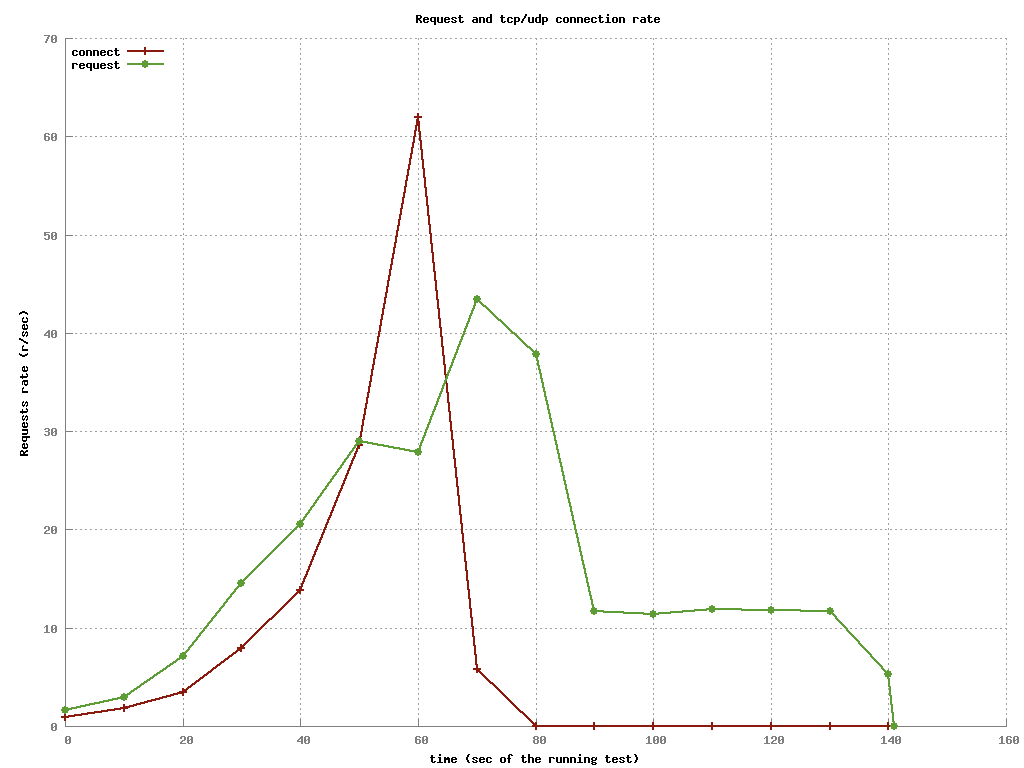 Request and tcp/udp connection rate
connect
request
70
60
50
40
30
20
10
0
Requests rate (r/sec)
0 20 40 60 80 100 120 140 160
time (sec of the running test)